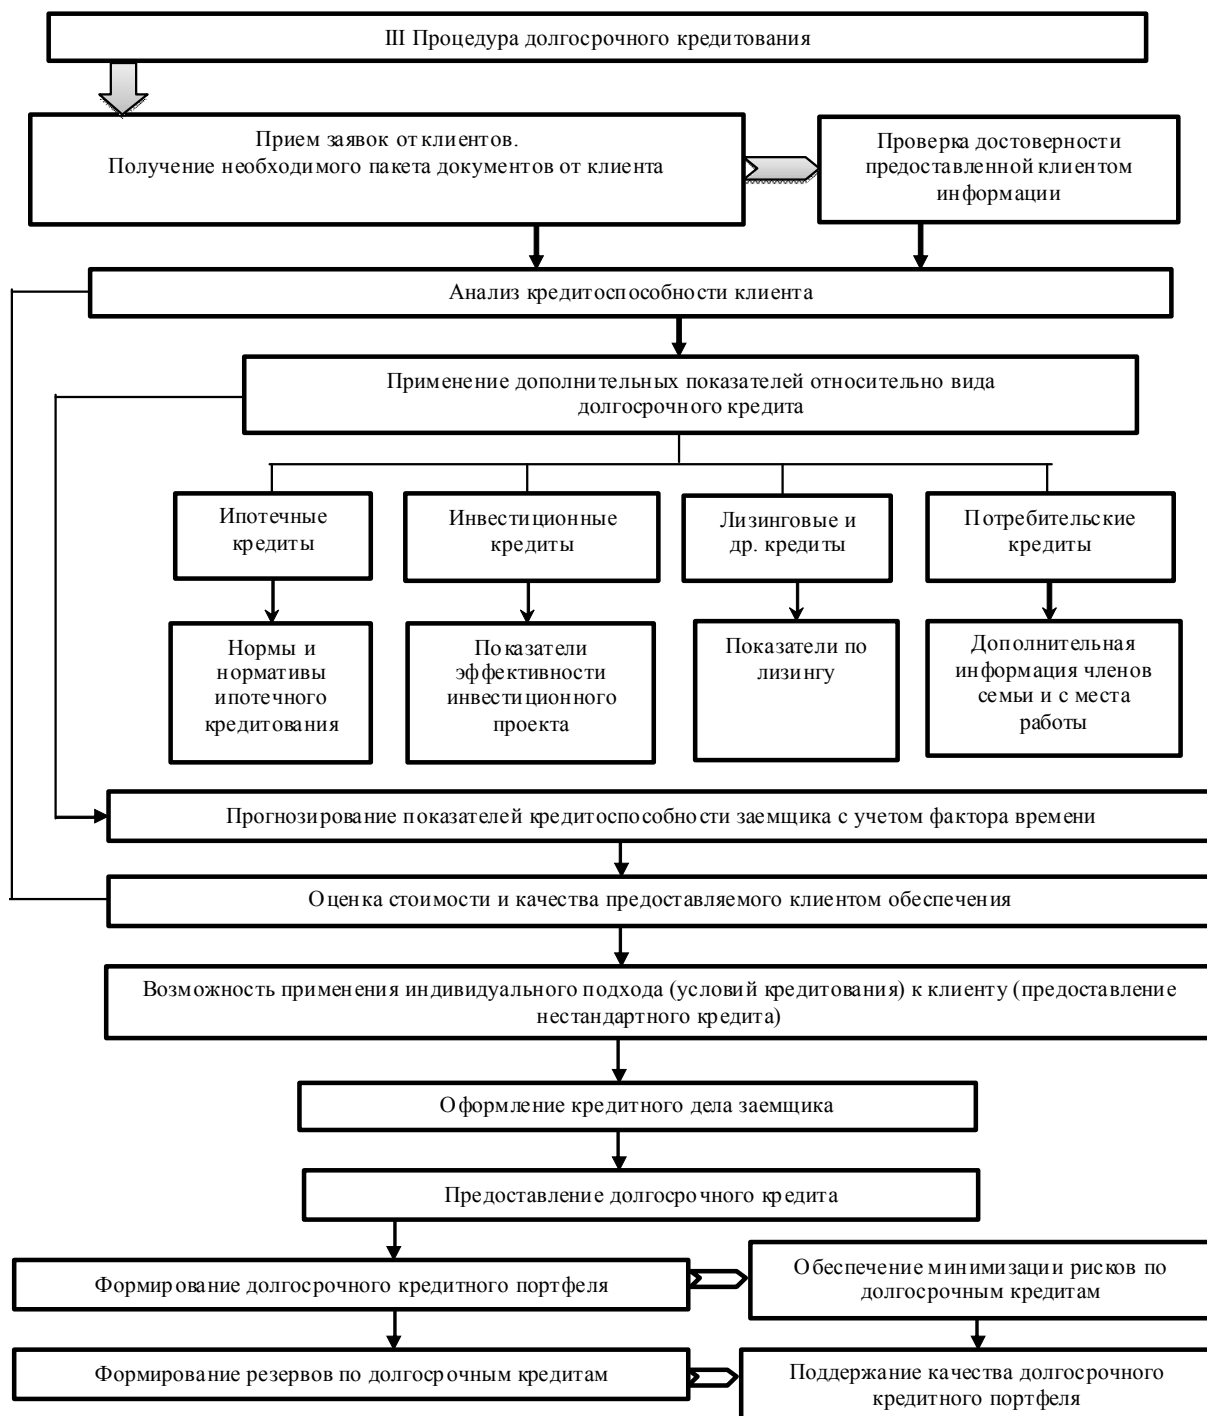 III Процедура долгосрочного кредитования
Прием заявок от клиентов.
Получение необходимого пакета документов от клиента
Проверка достоверности
предоставленной клиентом
информации
Анализ кредитоспособности клиента
Применение дополнительных показателей относительно вида
долгосрочного кредита
Ипотечные
кредиты
Инвестиционные
кредиты
Лизинговые и
др. кредиты
Потребительские
кредиты
Нормы и
нормативы
ипотечного
кредитования
Показатели
эффективности
инвестиционного
проекта
Показатели по
лизингу
Дополнительная
информация членов
семьи и с места
работы
Прогнозирование показателей кредитоспособности заемщика с учетом фактора времени
Оценка стоимости и качества предоставляемого клиентом обеспечения
Возможность применения индивидуального подхода (условий кредитования) к клиенту (предоставление
нестандартного кредита)
Оформление кредитного дела заемщика
Предоставление долгосрочного кредита
Формирование долгосрочного кредитного портфеля
Обеспечение минимизации рисков по
долгосрочным кредитам
Формирование резервов по долгосрочным кредитам
Поддержание качества долгосрочного
кредитного портфеля